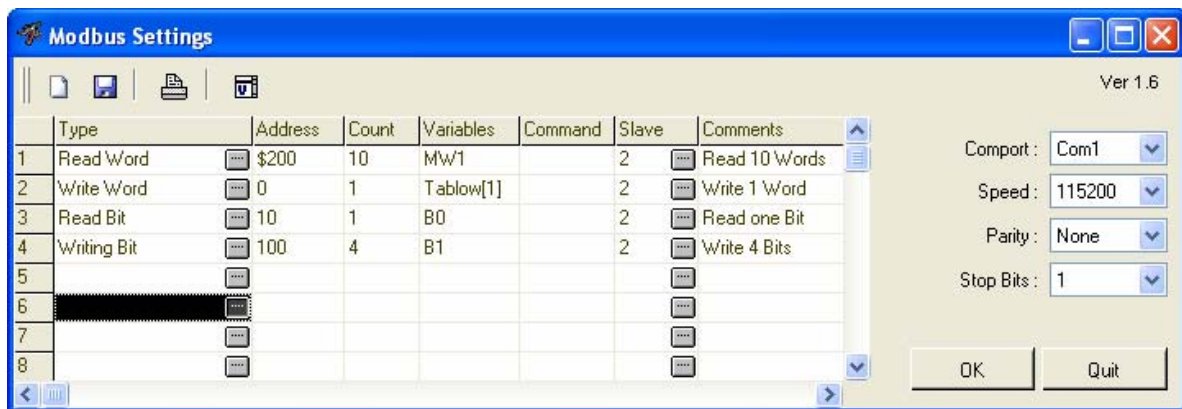 Modbus Settings
Ver 1.6
Type Address Count Variables Command Slave Comments
1 Read Word $200 10 MW1 2 Read 10 Words
2 Write Word 0 1 Tablow[1] 2 Write 1 Word
3 Read Bit 10 1 B0 2 Read one Bit
4 Writing Bit 100 4 B1 2 Write 4 Bits
5
6
7
8
Comport : Com1
Speed : 115200
Parity : None
Stop Bits : 1
OK Quit